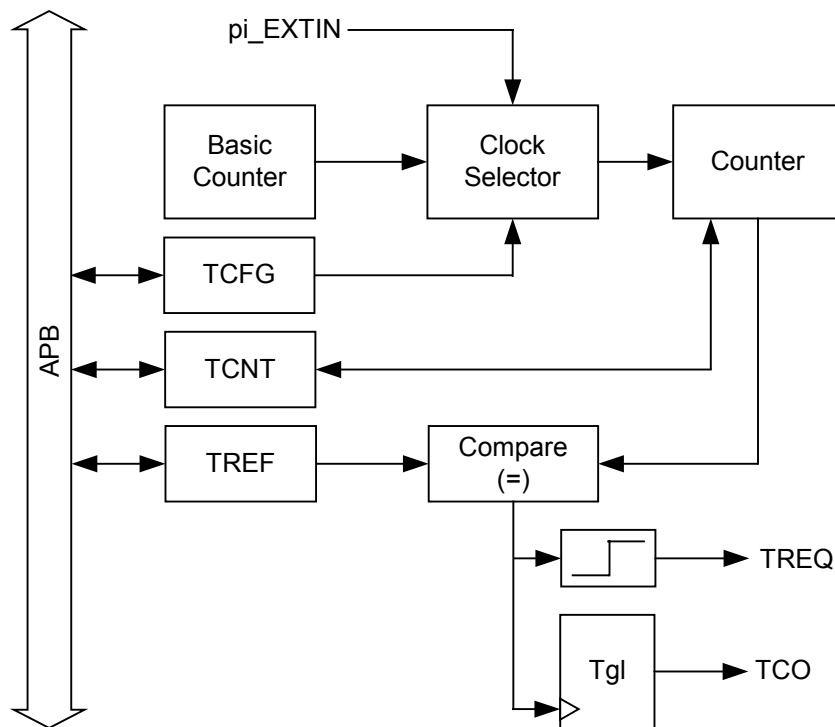 pi_EXTIN
Basic
Counter
Clock
Selector
Counter
TCFG
APB
TCNT
TREF
Compare
(=)
TREQ
Tgl
TCO